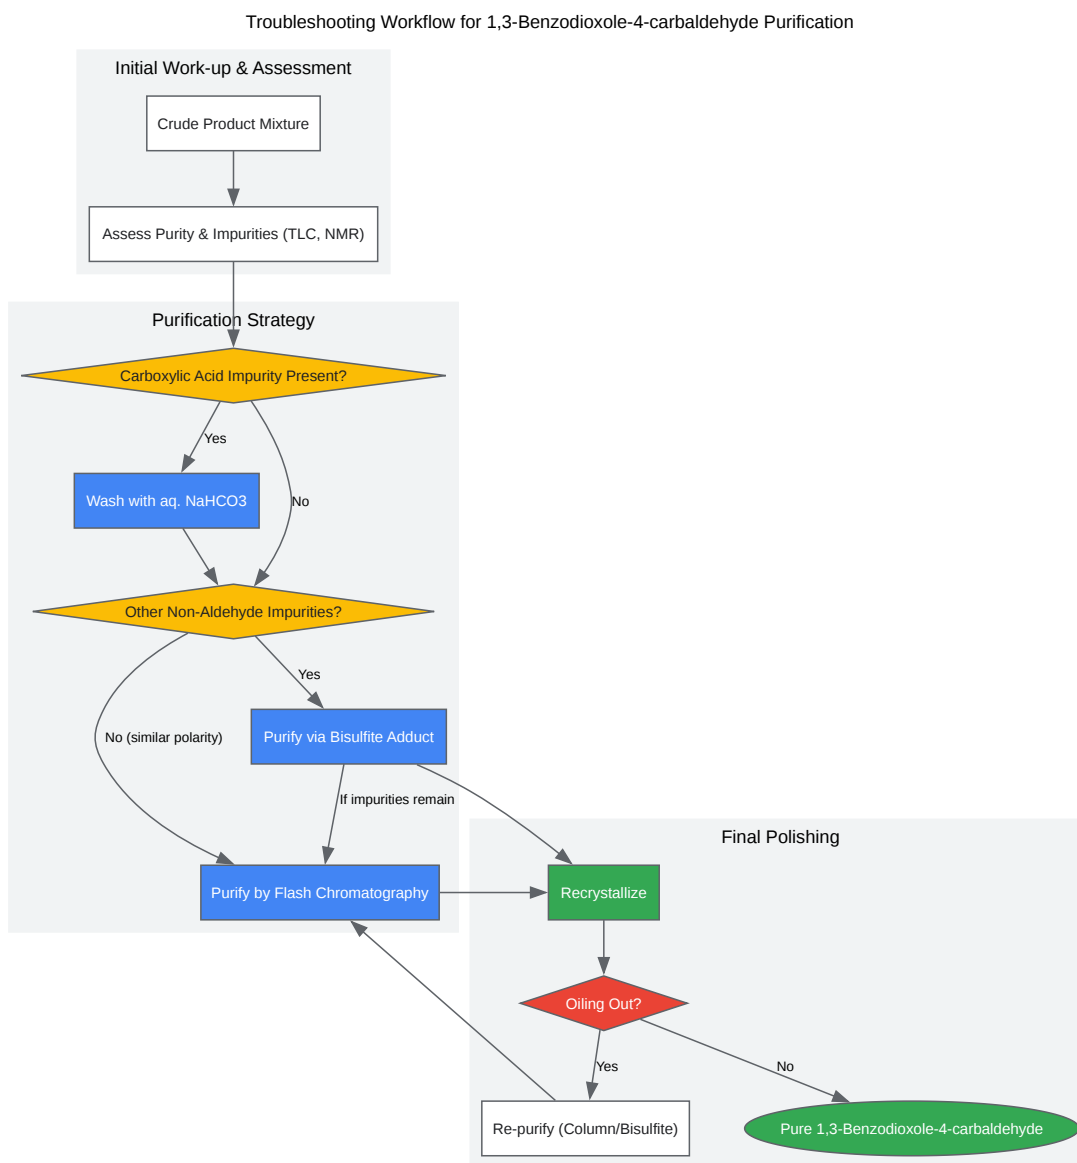 Troubleshooting Workflow for 1,3-Benzodioxole-4-carbaldehyde Purification
Initial Work-up & Assessment
Crude Product Mixture
Assess Purity & Impurities (TLC, NMR)
Purification Strategy
Carboxylic Acid Impurity Present?
Yes
Wash with aq. NaHCO3
No
Other Non-Aldehyde Impurities?
Yes
No (similar polarity)
Purify via Bisulfite Adduct
If impurities remain
Purify by Flash Chromatography
Final Polishing
Recrystallize
Oiling Out?
Yes
No
Re-purify (Column/Bisulfite)
Pure 1,3-Benzodioxole-4-carbaldehyde